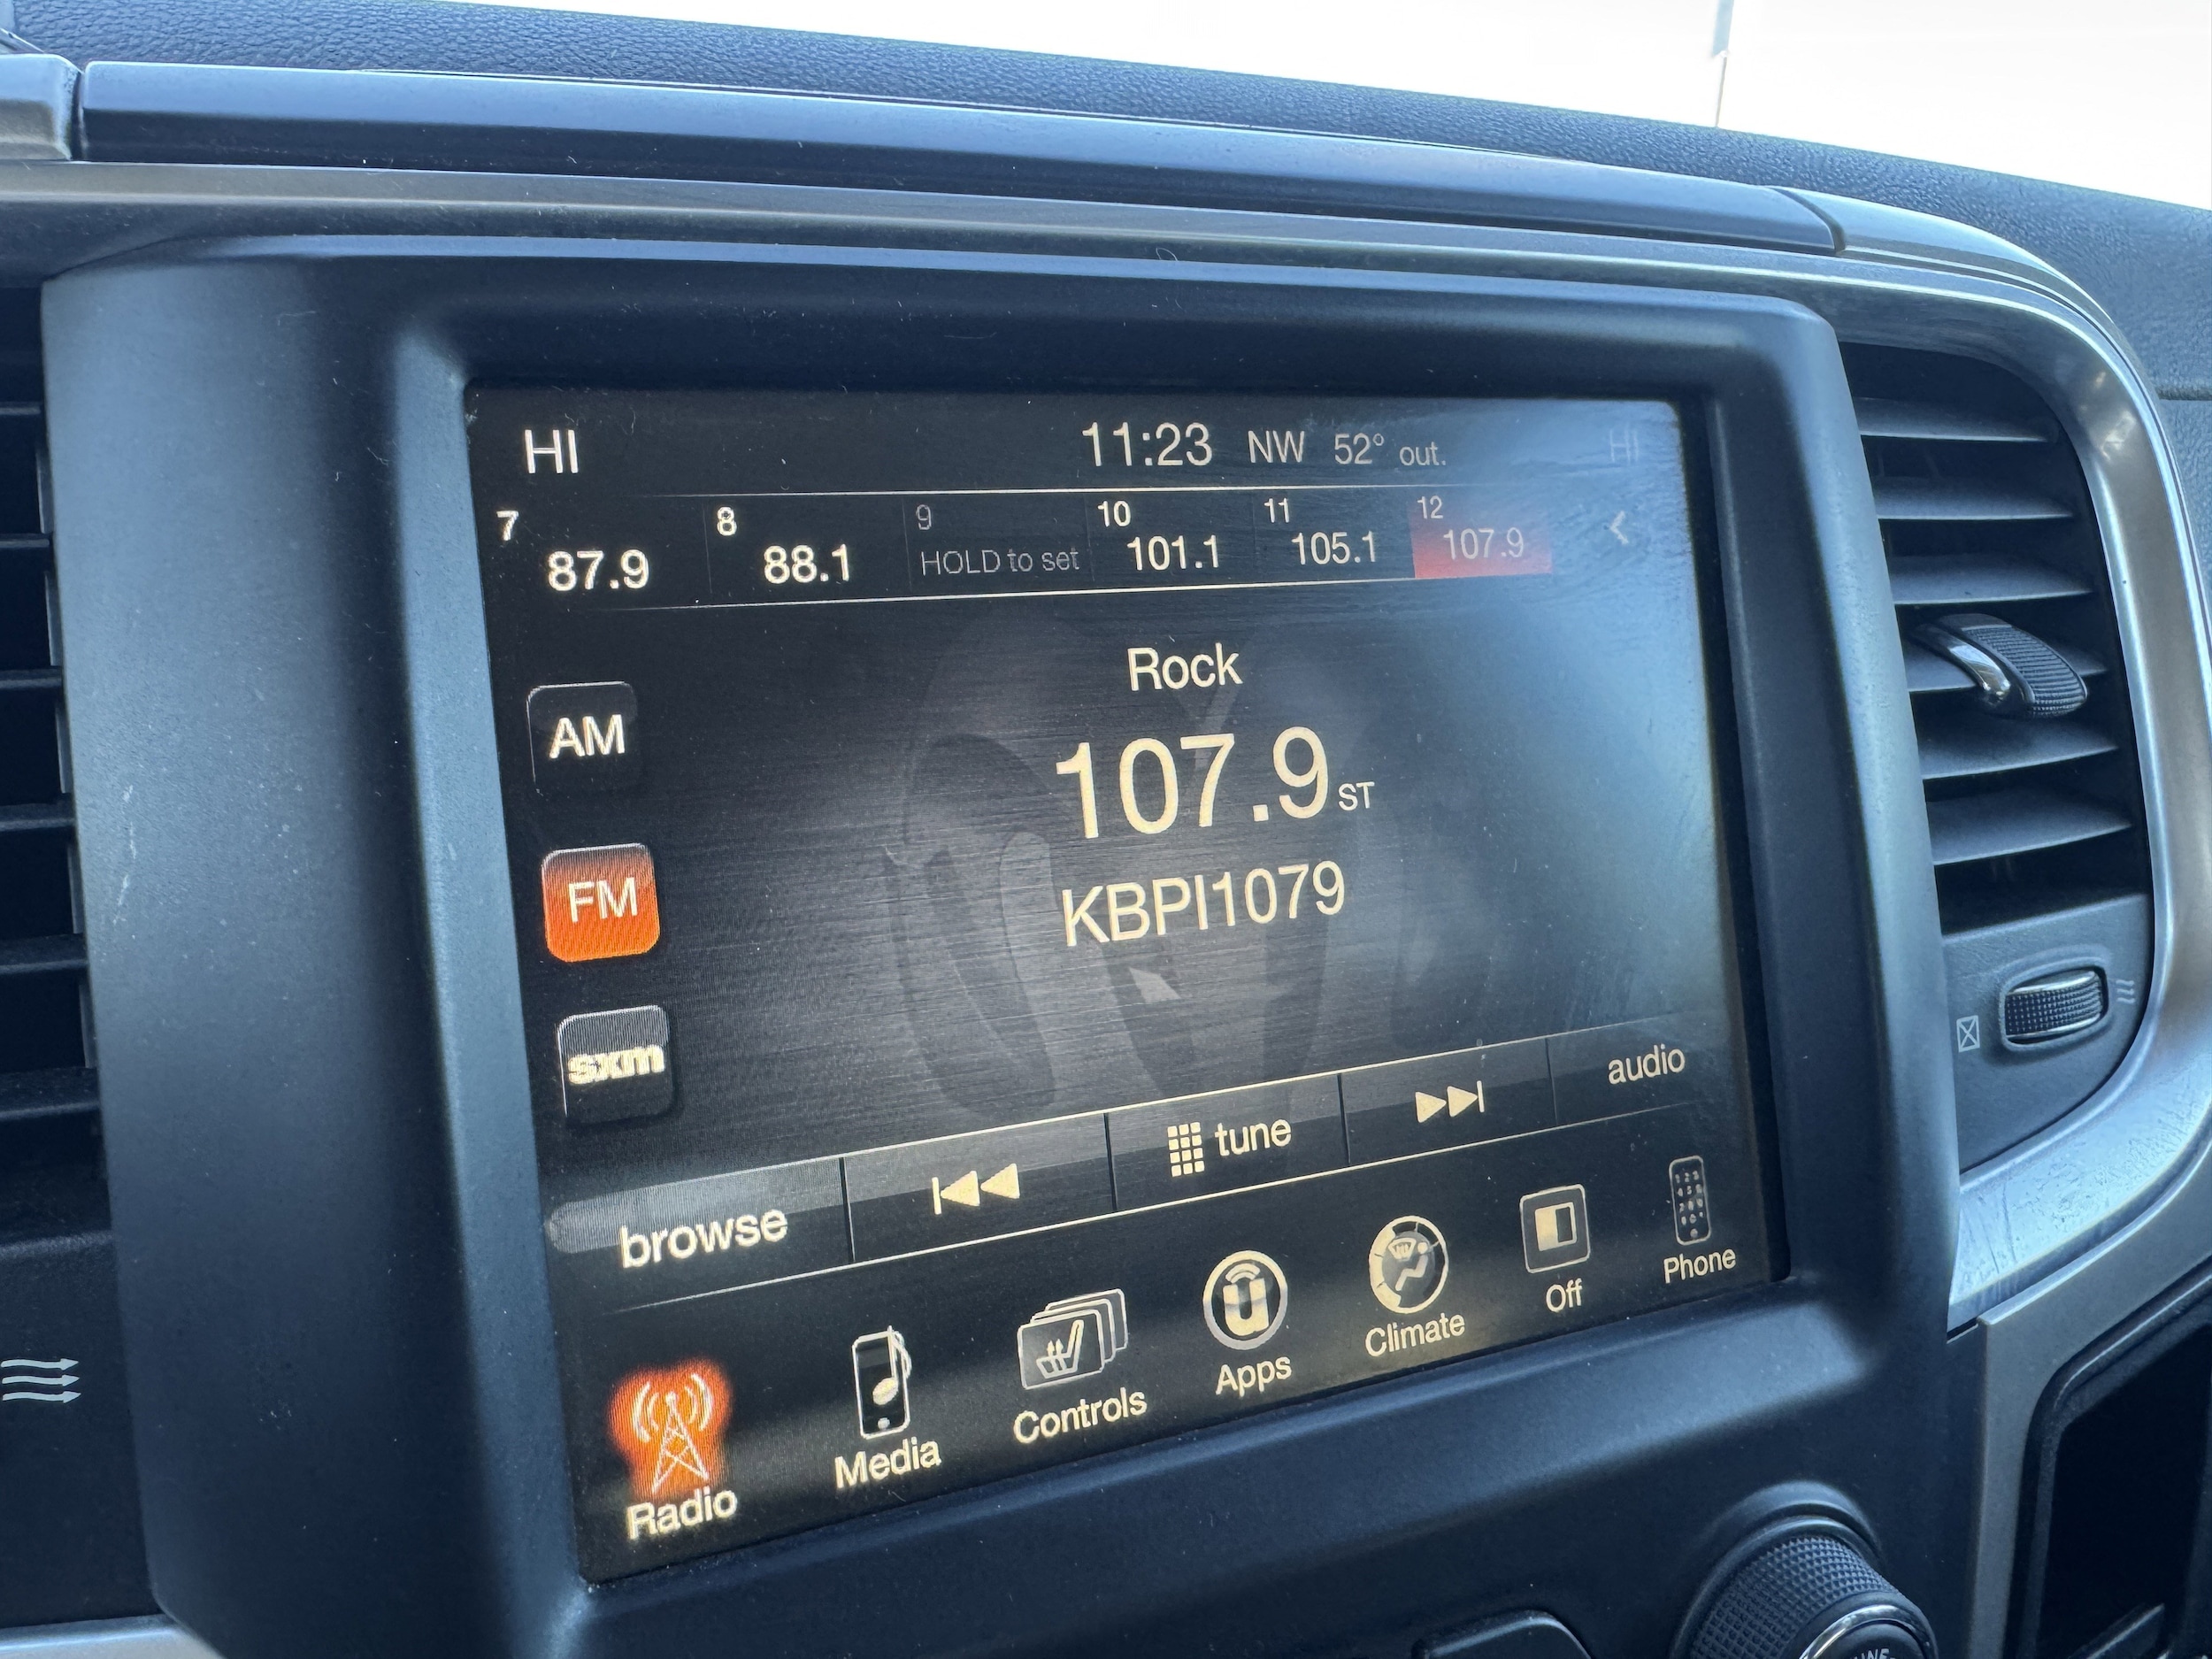 HI 11:23 NW 52° out. HI
7 8 9 10 11 12
87.9 88.1 HOLD to set 101.1 105.1 107.9
Rock
AM
107.9 ST
FM
KBPI1079
sxm
browse tune audio
Radio Media Controls Apps Climate Off Phone